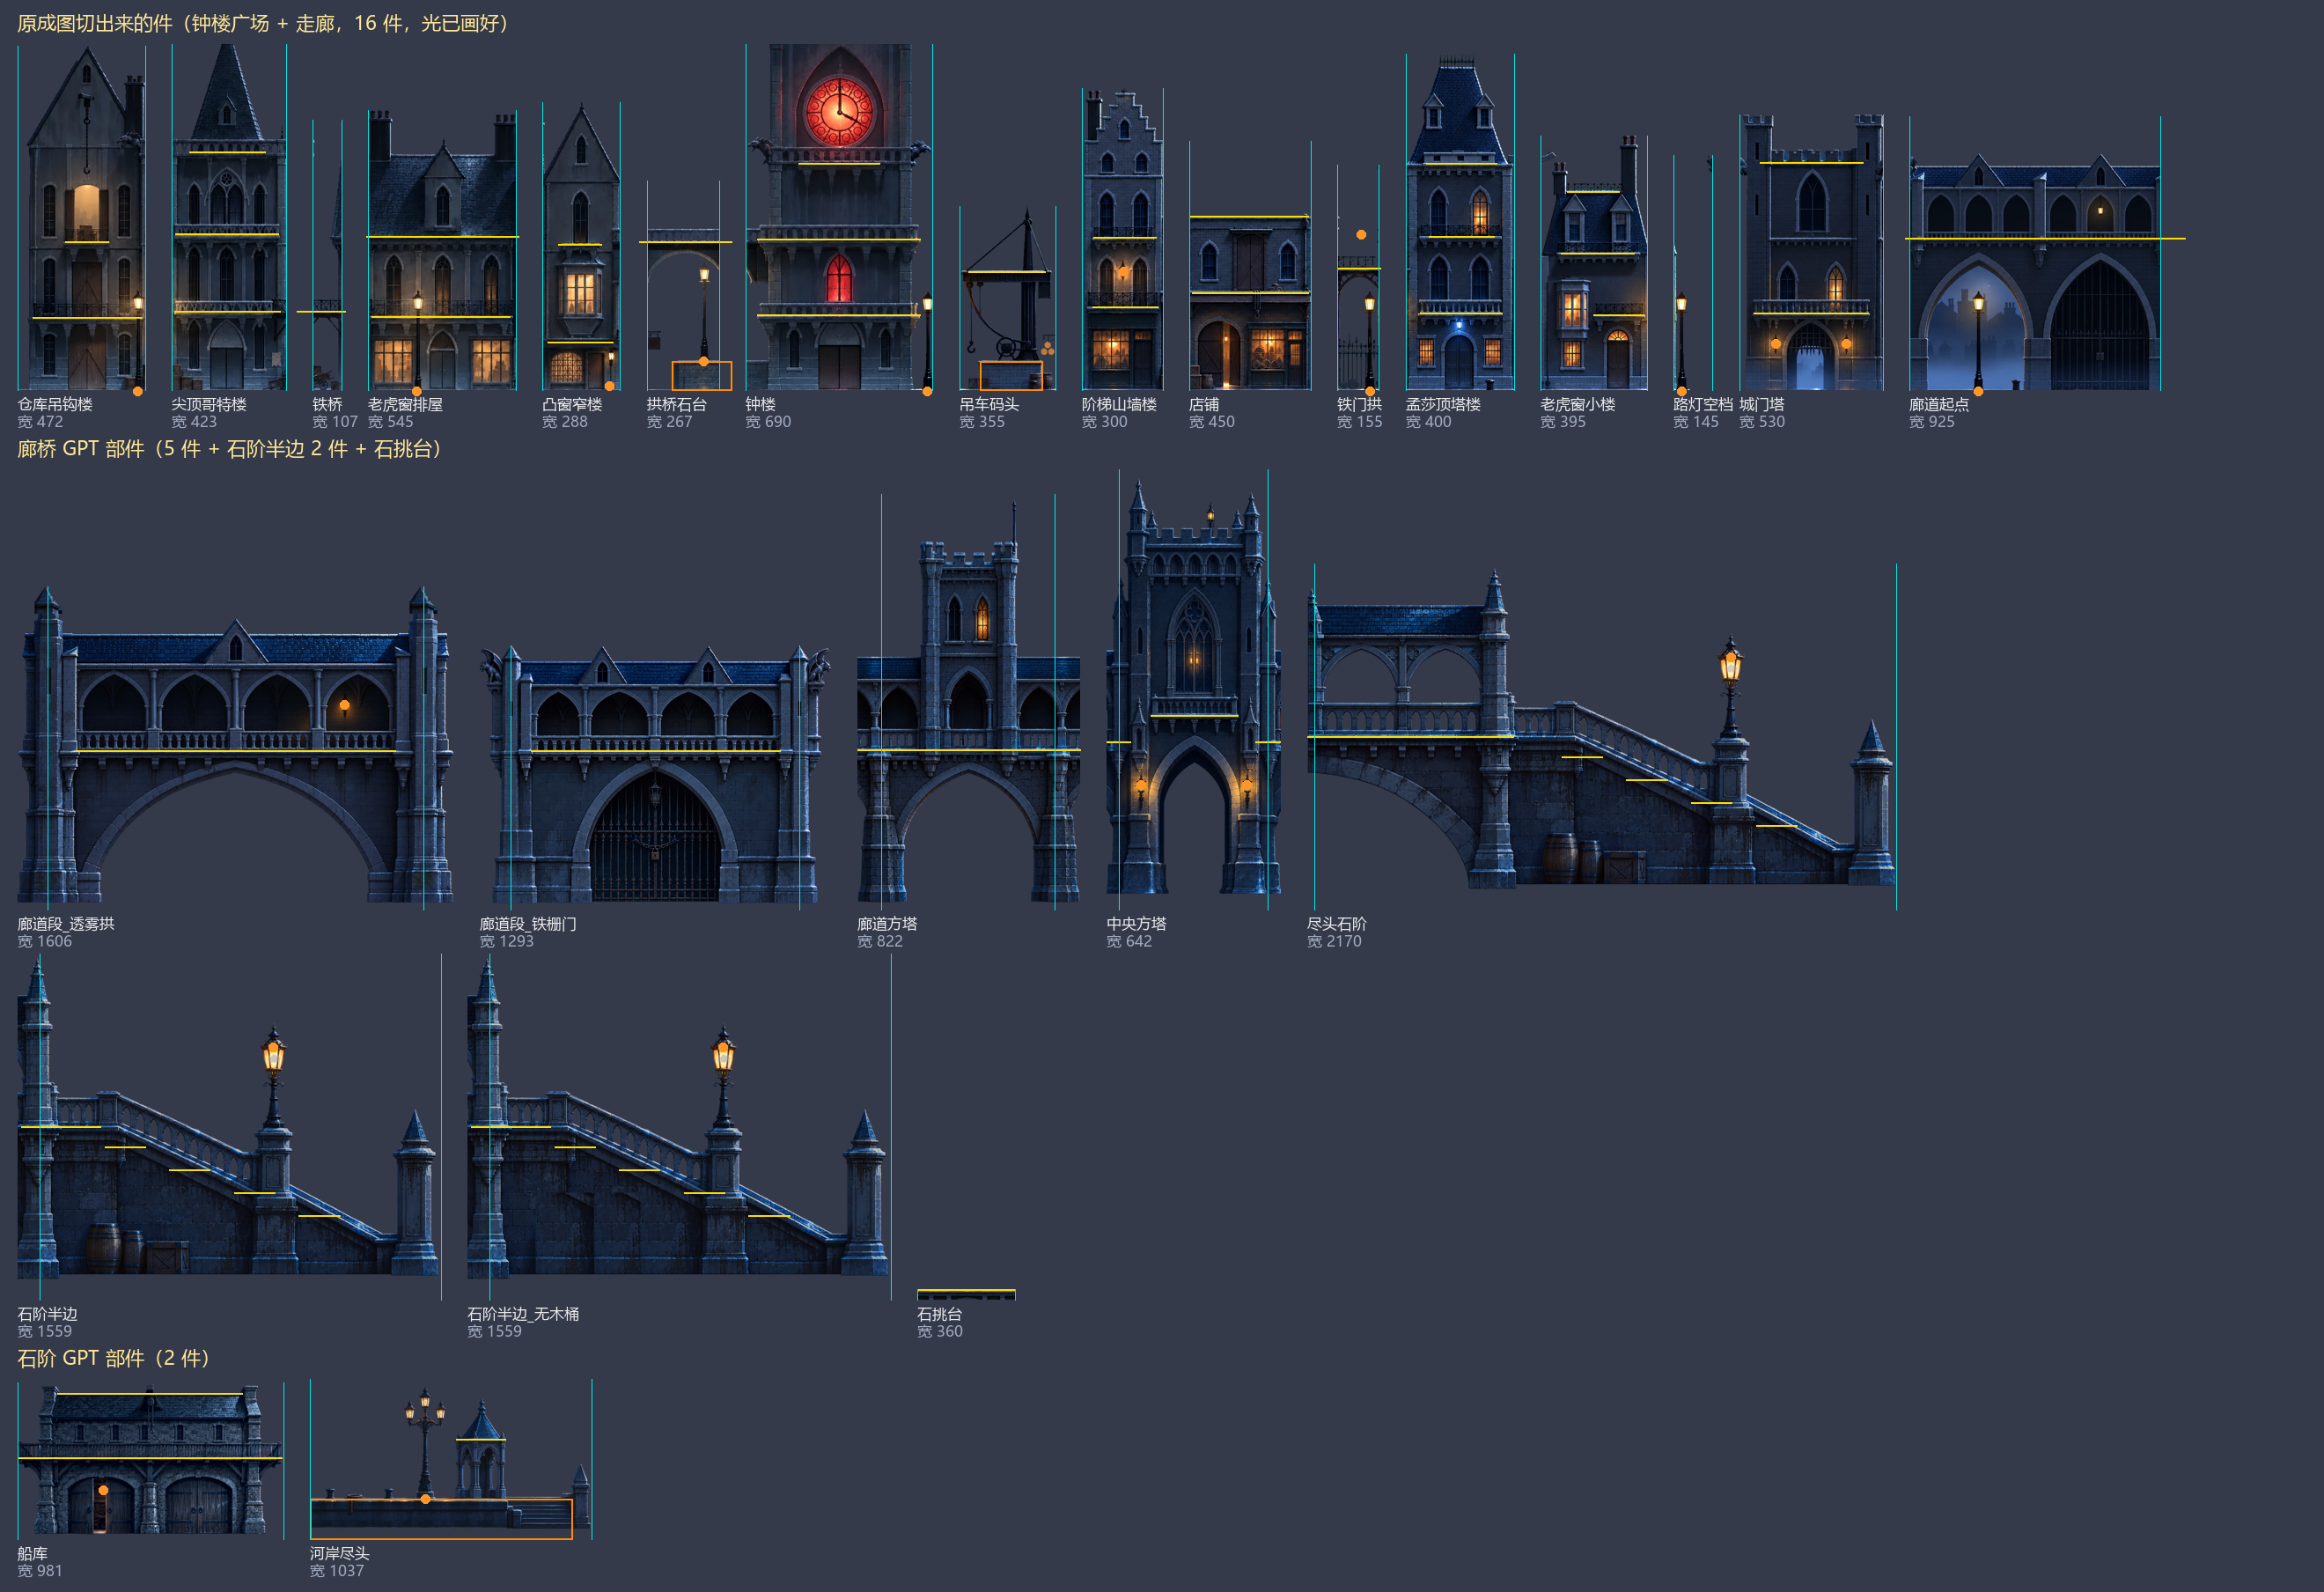 原成图切出来的件（钟楼广场 + 走廊，16 件，光已画好）
仓库吊钩楼
宽 472
尖顶哥特楼
宽 423
铁桥
宽 107
老虎窗排屋
宽 545
凸窗窄楼
宽 288
拱桥石台
宽 267
钟楼
宽 690
吊车码头
宽 355
阶梯山墙楼
宽 300
店铺
宽 450
铁门拱
宽 155
孟莎顶塔楼
宽 400
老虎窗小楼
宽 395
路灯空档
宽 145
城门塔
宽 530
廊道起点
宽 925
廊桥 GPT 部件（5 件 + 石阶半边 2 件 + 石挑台）
廊道段_透雾拱
宽 1606
廊道段_铁栅门
宽 1293
廊道方塔
宽 822
中央方塔
宽 642
尽头石阶
宽 2170
石阶半边
宽 1559
石阶半边_无木桶
宽 1559
石挑台
宽 360
石阶 GPT 部件（2 件）
船库
宽 981
河岸尽头
宽 1037